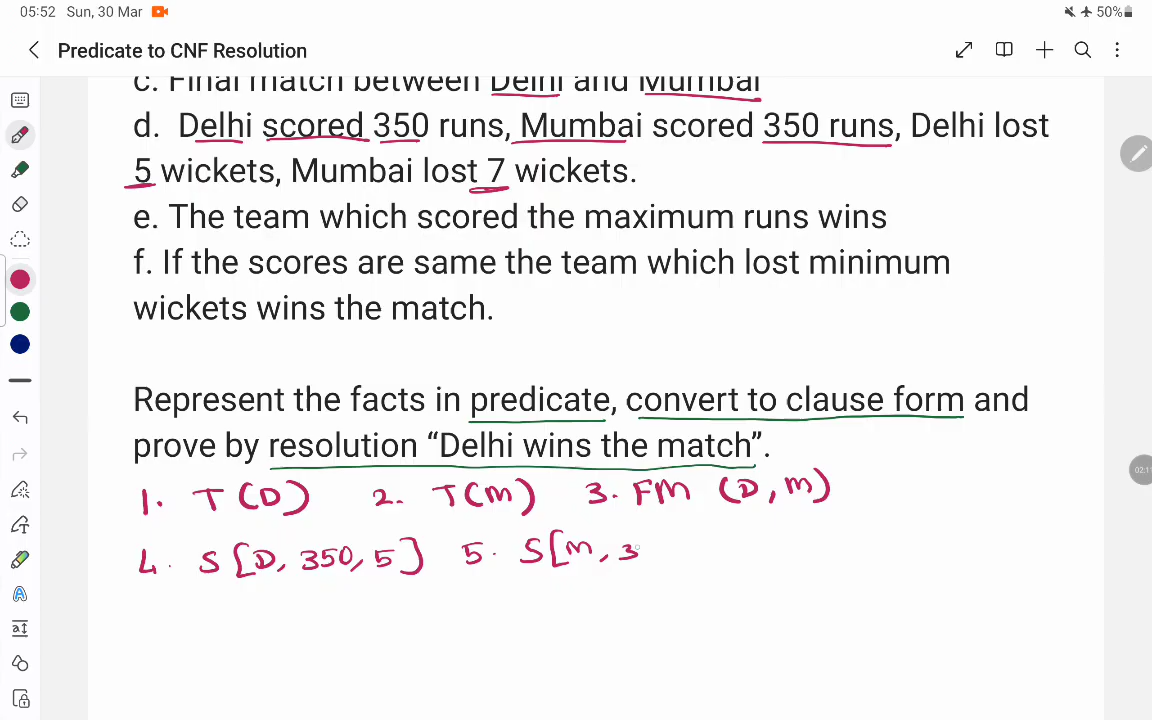 05:52 Sun, 30 Mar 50%
Predicate to CNF Resolution
c. Final match between Delhi and Mumbai
d. Delhi scored 350 runs, Mumbai scored 350 runs, Delhi lost
5 wickets, Mumbai lost 7 wickets.
e. The team which scored the maximum runs wins
f. If the scores are same the team which lost minimum
wickets wins the match.
Represent the facts in predicate, convert to clause form and
prove by resolution “Delhi wins the match”.
1. T (D) 2. T(M) 3. FM (D, M)
4. S [D, 350, 5] 5. S[M, 3